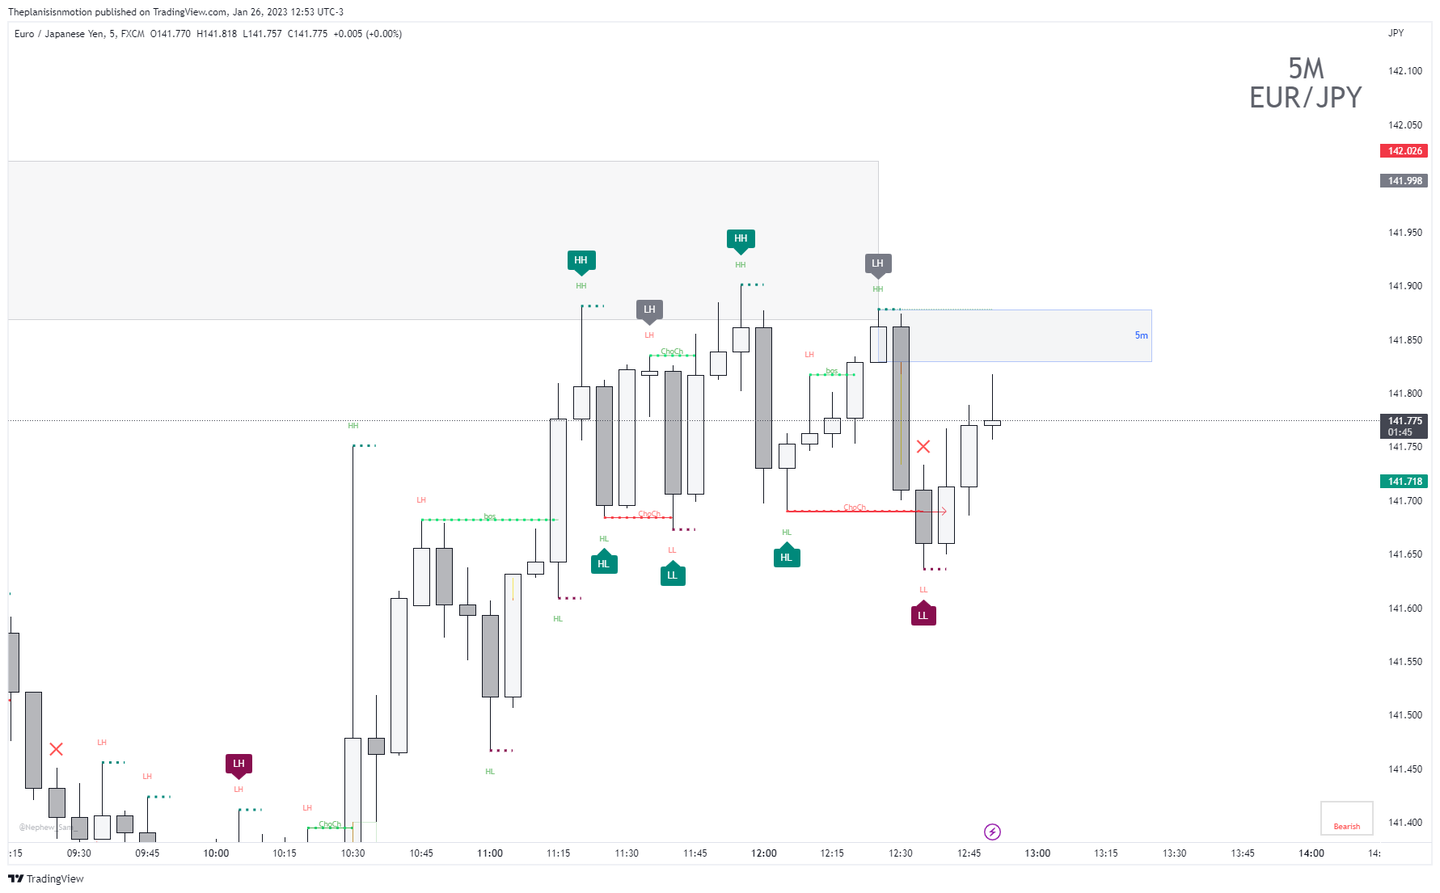 Theplanisinmotion published on TradingView.com, Jan 26, 2023 12:53 UTC-3
Euro / Japanese Yen, 5, FXCM O141.770 H141.818 L141.757 C141.775 +0.005 (+0.00%)
JPY
5M
EUR/JPY
142.100
142.050
142.026
141.998
141.950
141.900
141.850
141.800
141.775
01:45
141.750
141.718
141.700
141.650
141.600
141.550
141.500
141.450
141.400
HH
HH
LH
HH
HH
HH
HH
LH
LH
ChoCh
5m
LH
bos
HH
LH
bos
ChoCh
ChoCh
HL
HL
LL
LL
HL
HL
LL
LL
HL
HL
LH
LH
LH
LH
LH
ChoCh
@Nephew_Sam_
Bearish
:15 09:30 09:45 10:00 10:15 10:30 10:45 11:00 11:15 11:30 11:45 12:00 12:15 12:30 12:45 13:00 13:15 13:30 13:45 14:00 14:
TradingView